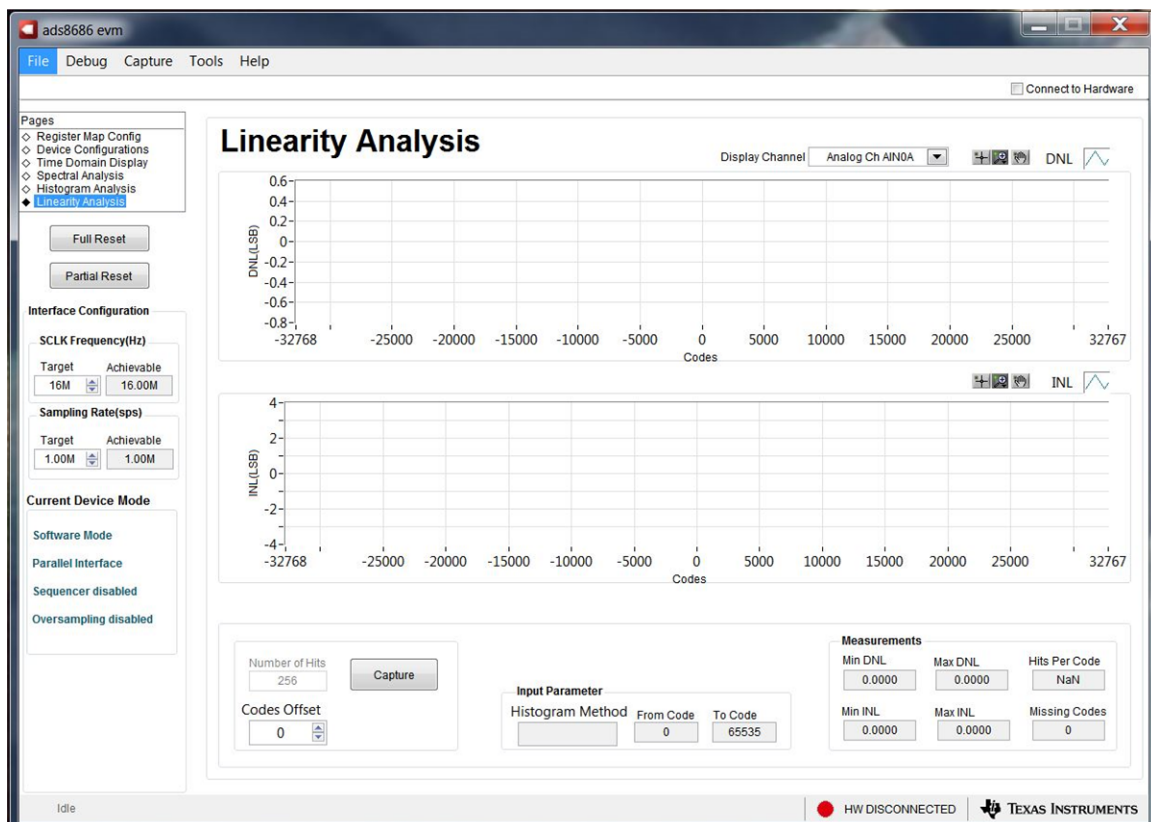 ads8686 evm
File Debug Capture Tools Help
Connect to Hardware
Pages
Register Map Config
Device Configurations
Time Domain Display
Spectral Analysis
Histogram Analysis
Linearity Analysis
Full Reset
Partial Reset
Interface Configuration
SCLK Frequency(Hz)
Target Achievable
16M 16.00M
Sampling Rate(sps)
Target Achievable
1.00M 1.00M
Current Device Mode
Software Mode
Parallel Interface
Sequencer disabled
Oversampling disabled
Linearity Analysis
Display Channel Analog Ch AIN0A DNL
DNL(LSB)
0.6
0.4
0.2
0
-0.2
-0.4
-0.6
-0.8
-32768 -25000 -20000 -15000 -10000 -5000 0 5000 10000 15000 20000 25000 32767
Codes
INL
INL(LSB)
4
2
0
-2
-4
-32768 -25000 -20000 -15000 -10000 -5000 0 5000 10000 15000 20000 25000 32767
Codes
Number of Hits
256
Capture
Codes Offset
0
Input Parameter
Histogram Method From Code To Code
0 65535
Measurements
Min DNL Max DNL Hits Per Code
0.0000 0.0000 NaN
Min INL Max INL Missing Codes
0.0000 0.0000 0
Idle
HW DISCONNECTED
TEXAS INSTRUMENTS